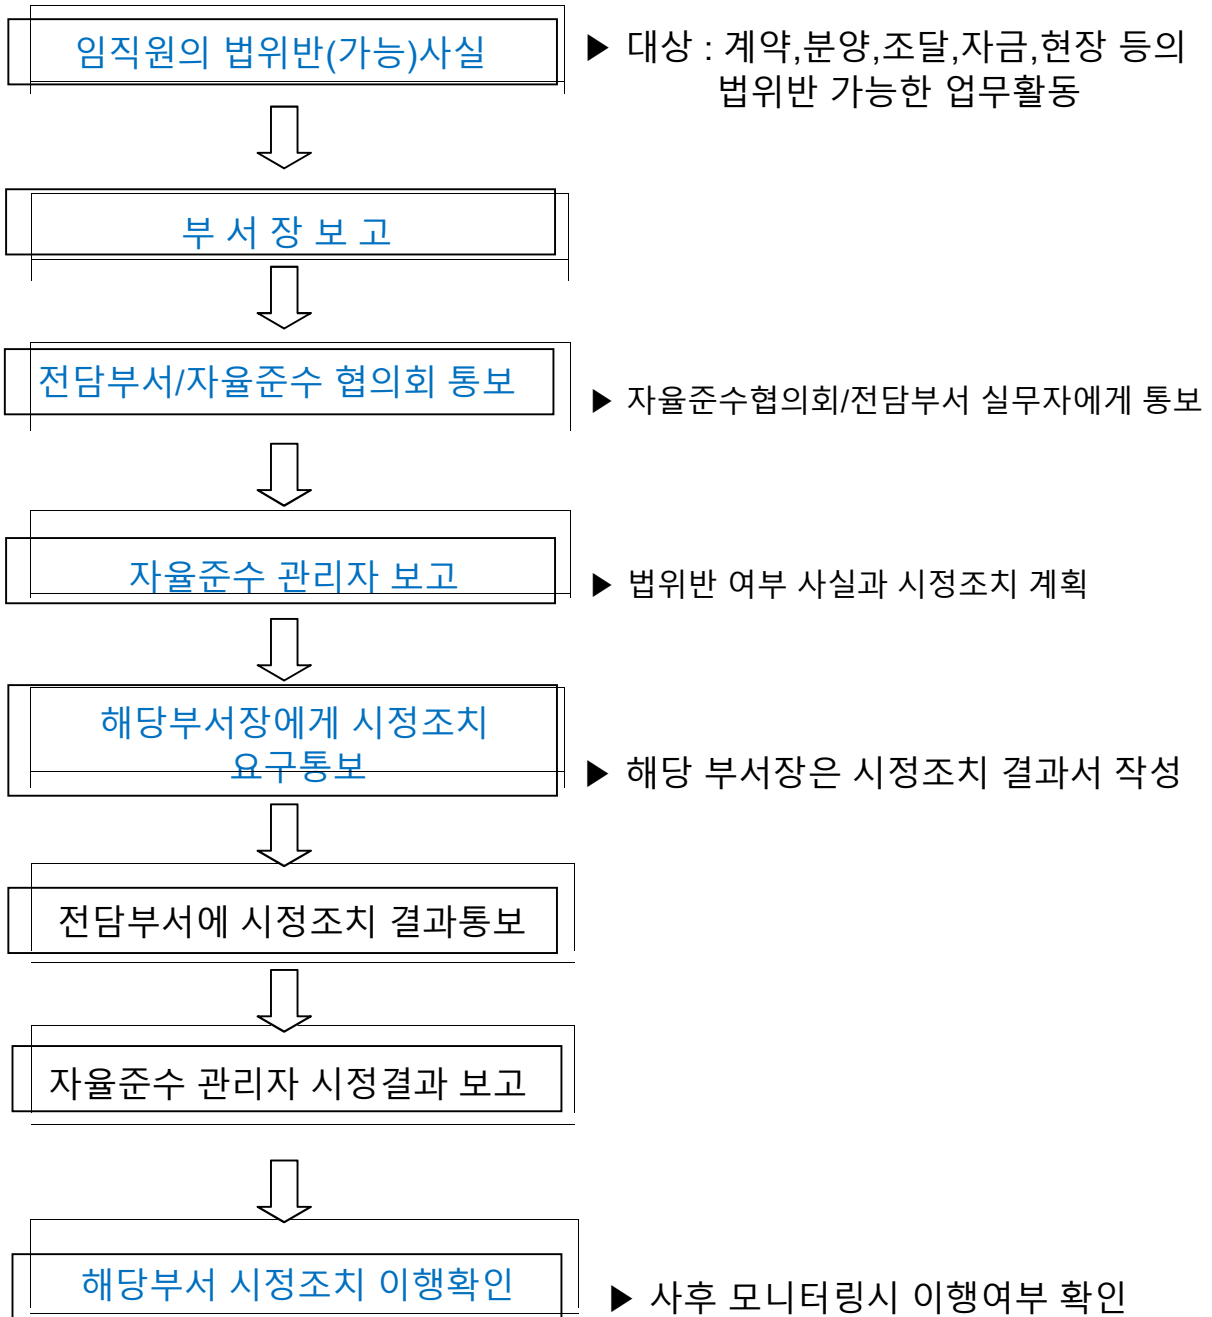 임직원의 법위반(가능)사실
▶ 대상 : 계약,분양,조달,자금,현장 등의
법위반 가능한 업무활동
부 서 장 보 고
전담부서/자율준수 협의회 통보
▶ 자율준수협의회/전담부서 실무자에게 통보
자율준수 관리자 보고
▶ 법위반 여부 사실과 시정조치 계획
해당부서장에게 시정조치
요구통보
▶ 해당 부서장은 시정조치 결과서 작성
전담부서에 시정조치 결과통보
자율준수 관리자 시정결과 보고
해당부서 시정조치 이행확인
▶ 사후 모니터링시 이행여부 확인